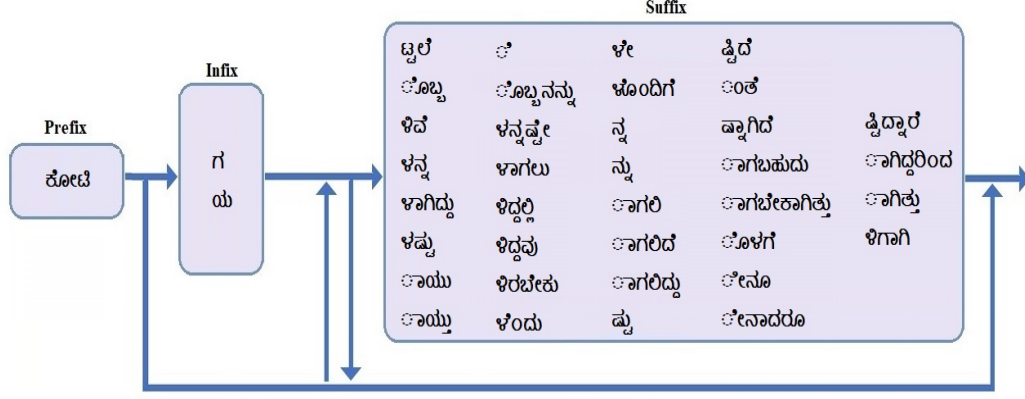 Suffix
Infix
Prefix
ಕೋಟಿ
ಗ
ಯ
ಟ್ಟಲೆ ೆ ಳೇ ಷ್ಟಿದೆ
ೊಬ್ಬ ೊಬ್ಬನನ್ನು ಳೊಂದಿಗೆ ಂತೆ
ಳಿವೆ ಳನ್ನಷ್ಟೇ ನ್ನ ಷ್ಟಾಗಿದೆ ಷ್ಟಿದ್ದಾರೆ
ಳನ್ನ ಳಾಗಲು ನ್ನು ಾಗಬಹುದು ಾಗಿದ್ದರಿಂದ
ಳಾಗಿದ್ದು ಳಿದ್ದಲ್ಲಿ ಾಗಲಿ ಾಗಬೇಕಾಗಿತ್ತು ಾಗಿತ್ತು
ಳಷ್ಟು ಳಿದ್ದವು ಾಗಲಿದೆ ೊಳಗೆ ಳಿಗಾಗಿ
ಾಯಿತು ಳಿರಬೇಕು ಾಗಲಿದ್ದು ೇನೂ
ಾಯ್ತು ಳೆಂದು ಷ್ಟು ೇನಾದರೂ